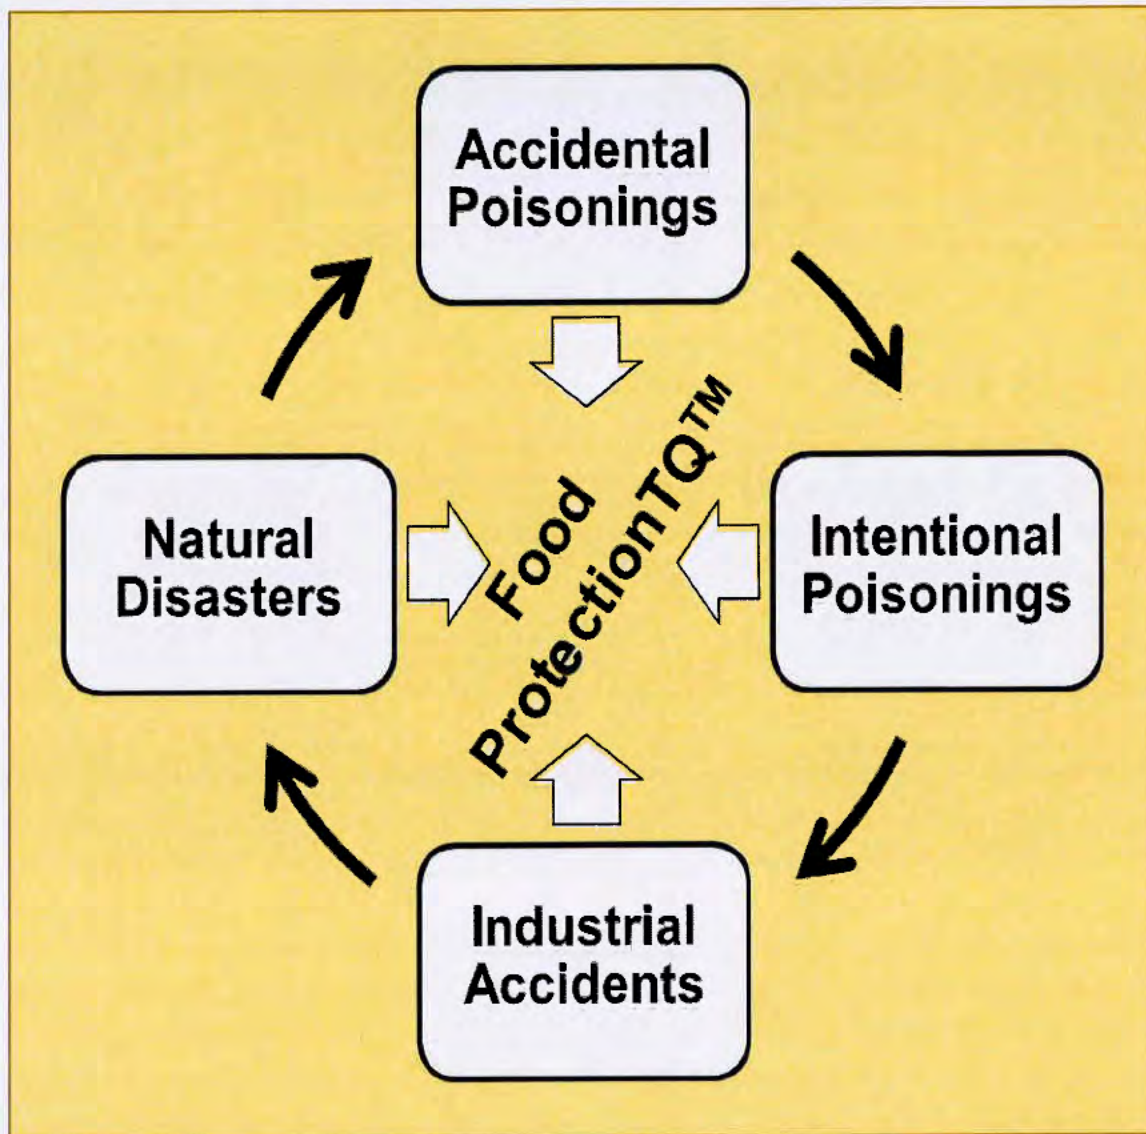 Accidental
Poisonings
Food
ProtectionTQ™
Natural
Disasters
Intentional
Poisonings
Industrial
Accidents